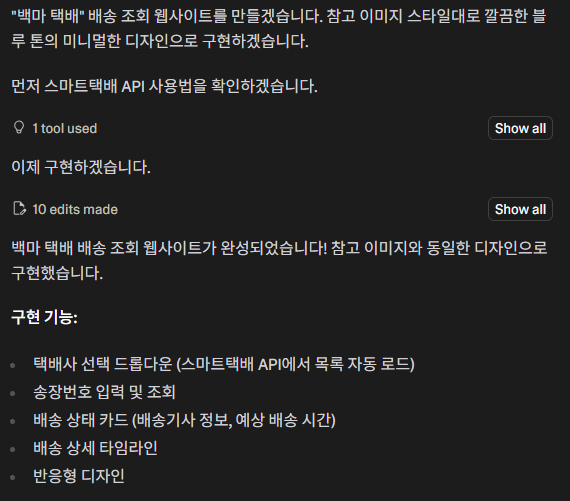 "백마 택배" 배송 조회 웹사이트를 만들겠습니다. 참고 이미지 스타일대로 깔끔한 블
루 톤의 미니멀한 디자인으로 구현하겠습니다.
먼저 스마트택배 API 사용법을 확인하겠습니다.
1 tool used
Show all
이제 구현하겠습니다.
10 edits made
Show all
백마 택배 배송 조회 웹사이트가 완성되었습니다! 참고 이미지와 동일한 디자인으로
구현했습니다.
구현 기능:
택배사 선택 드롭다운 (스마트택배 API에서 목록 자동 로드)
송장번호 입력 및 조회
배송 상태 카드 (배송기사 정보, 예상 배송 시간)
배송 상세 타임라인
반응형 디자인